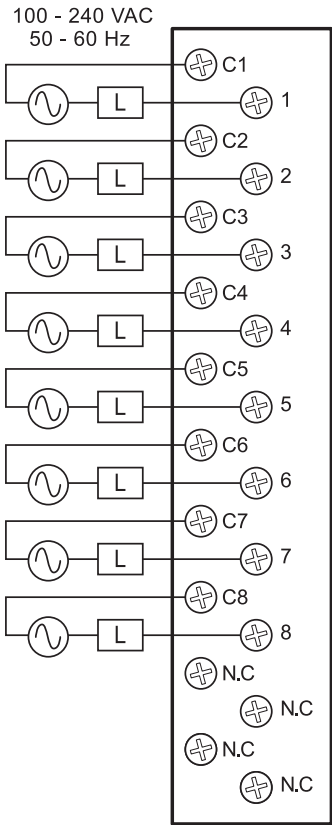 100 - 240 VAC
50 - 60 Hz
C1
L 1
C2
L 2
C3
L 3
C4
L 4
C5
L 5
C6
L 6
C7
L 7
C8
L 8
N.C
N.C
N.C
N.C